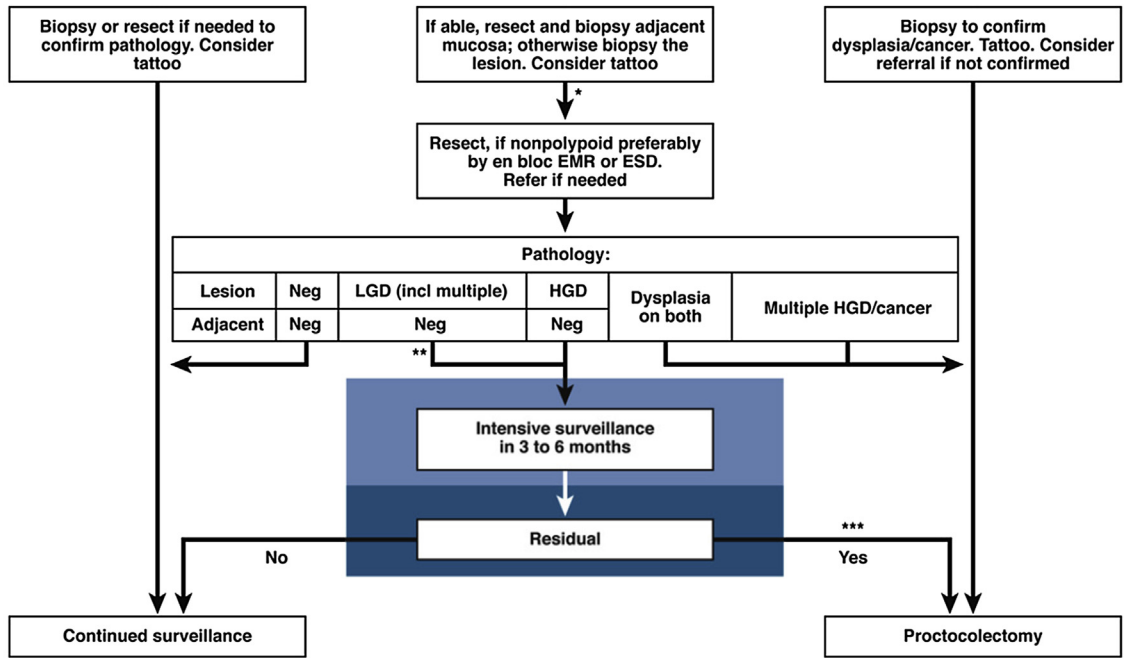 Biopsy or resect if needed to
confirm pathology. Consider
tattoo
If able, resect and biopsy adjacent
mucosa; otherwise biopsy the
lesion. Consider tattoo
Biopsy to confirm
dysplasia/cancer. Tattoo. Consider
referral if not confirmed
*
Resect, if nonpolypoid preferably
by en bloc EMR or ESD.
Refer if needed
Pathology:
Lesion Neg LGD (incl multiple) HGD
Dysplasia
on both
Multiple HGD/cancer
Adjacent Neg Neg Neg
**
Intensive surveillance
in 3 to 6 months
Residual
No
***
Yes
Continued surveillance
Proctocolectomy